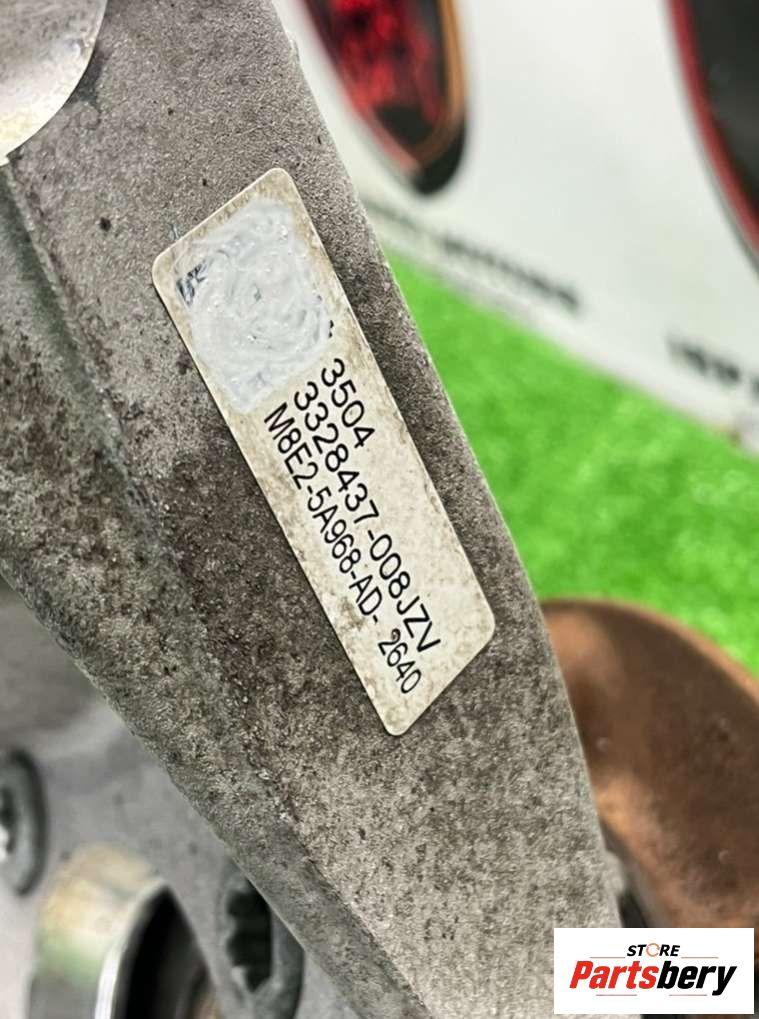 3504
3328437-008JZV
M8E2-5A968-AD- 2640
STORE
Partsbery